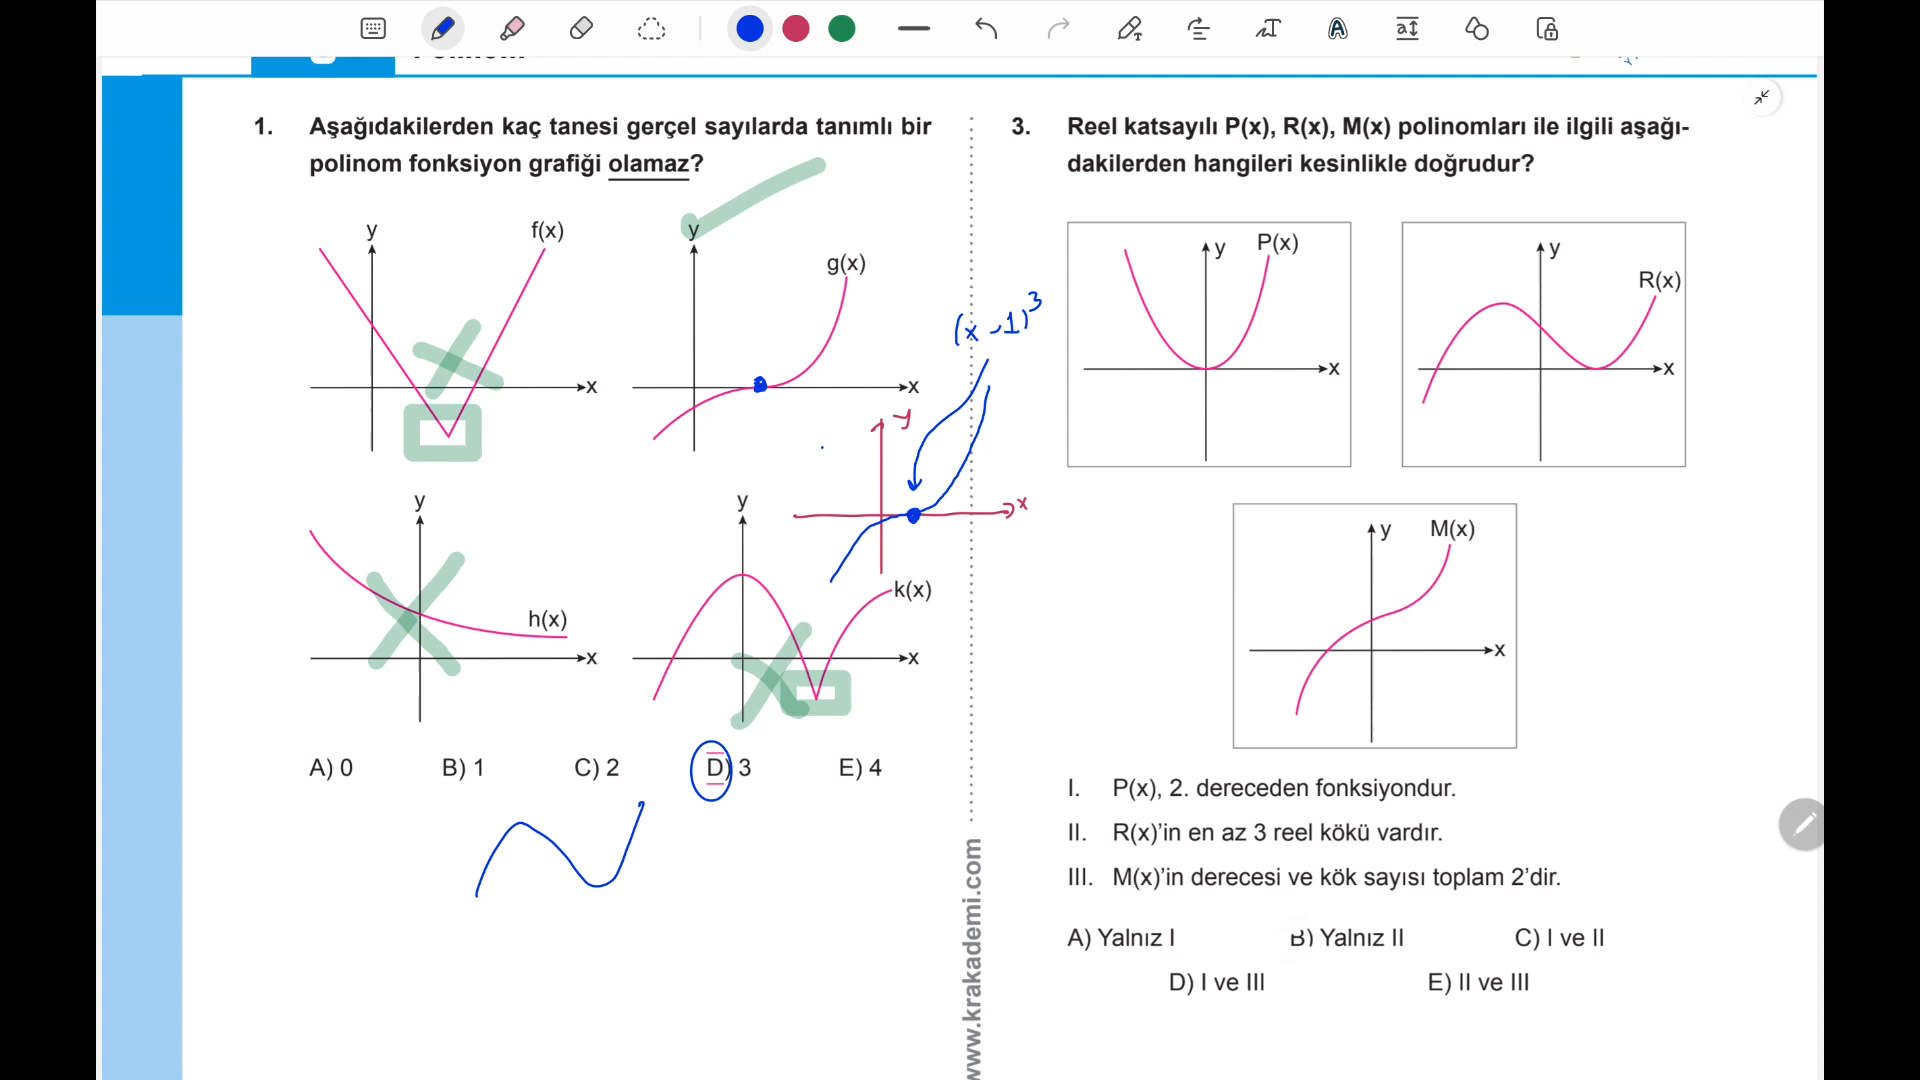 1. Aşağıdakilerden kaç tanesi gerçel sayılarda tanımlı bir
polinom fonksiyon grafiği olamaz?
y
f(x)
x
y
g(x)
x
(x-1)^3
y
x
y
h(x)
x
y
k(x)
x
A) 0 B) 1 C) 2 D) 3 E) 4
www.krakademi.com
3. Reel katsayılı P(x), R(x), M(x) polinomları ile ilgili aşağı-
dakilerden hangileri kesinlikle doğrudur?
y
P(x)
x
y
R(x)
x
y
M(x)
x
I. P(x), 2. dereceden fonksiyondur.
II. R(x)’in en az 3 reel kökü vardır.
III. M(x)’in derecesi ve kök sayısı toplam 2’dir.
A) Yalnız I B) Yalnız II C) I ve II
D) I ve III E) II ve III